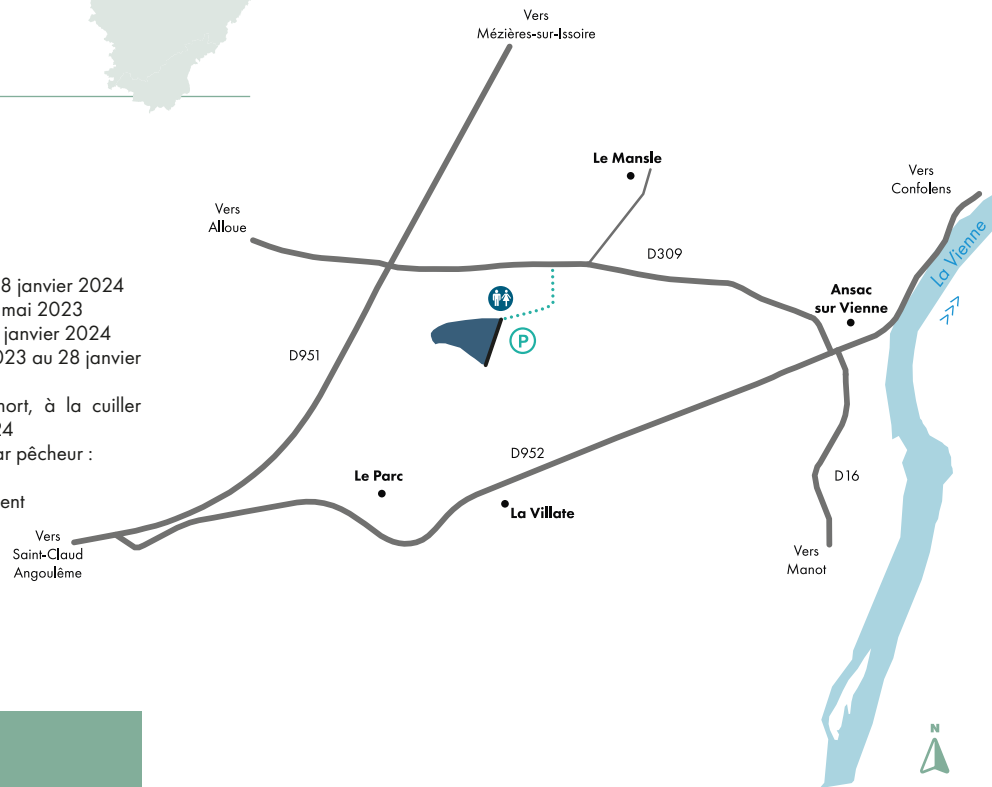 Vers
Mézières-sur-Issoire
Le Mansle
Vers
Confolens
Vers
Alloue
D309
La Vienne
8 janvier 2024
mai 2023
janvier 2024
023 au 28 janvier
Ansac
sur Vienne
P
D951
nort, à la cuiller
24
ar pêcheur :
D952
Le Parc
D16
ent
La Villate
Vers
Saint-Claud
Angoulême
Vers
Manot
N